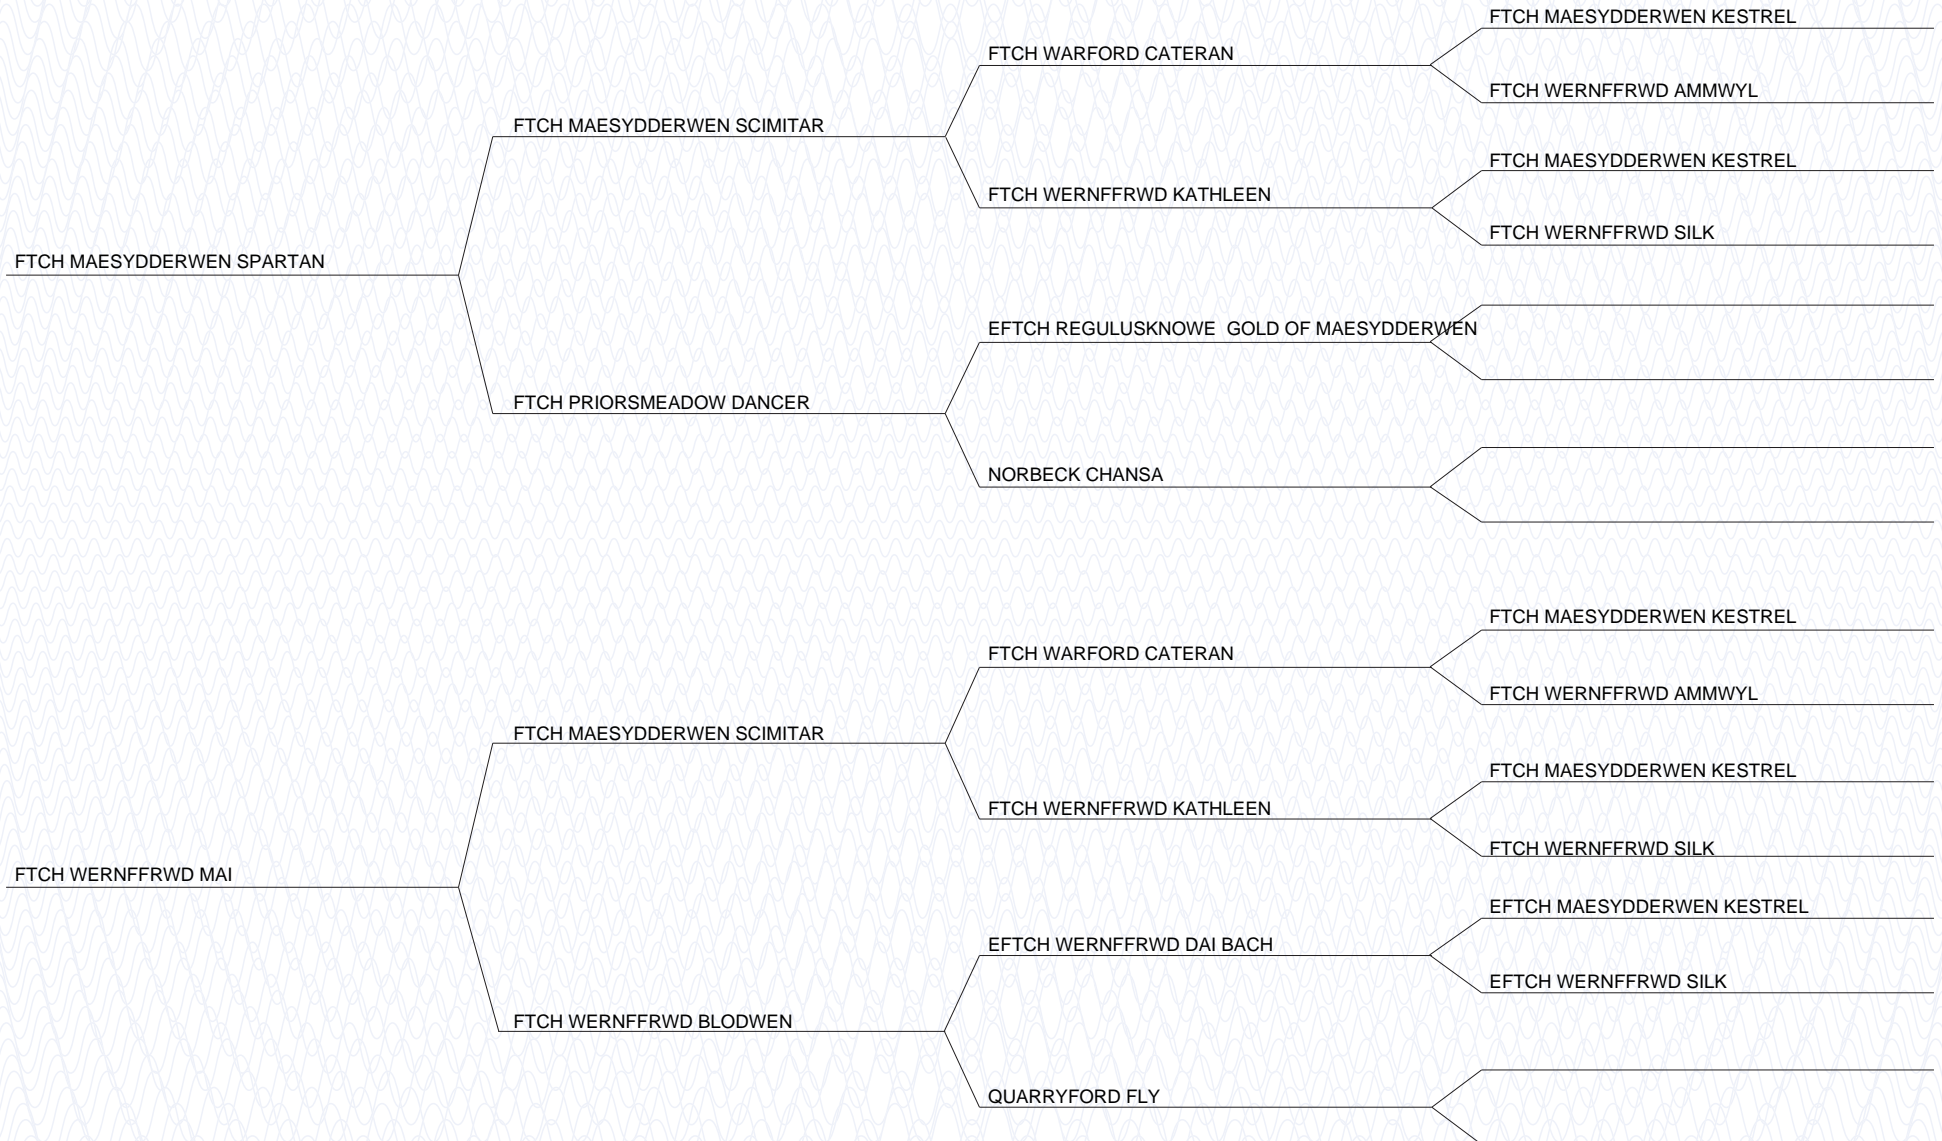 FTCH MAESYDDERWEN KESTREL
FTCH WARFORD CATERAN
FTCH WERNFFRWD AMMWYL
FTCH MAESYDDERWEN SCIMITAR
FTCH MAESYDDERWEN KESTREL
FTCH WERNFFRWD KATHLEEN
FTCH WERNFFRWD SILK
FTCH MAESYDDERWEN SPARTAN
EFTCH REGULUSKNOWE  GOLD OF MAESYDDERWEN
FTCH PRIORSMEADOW DANCER
NORBECK CHANSA
FTCH MAESYDDERWEN KESTREL
FTCH WARFORD CATERAN
FTCH WERNFFRWD AMMWYL
FTCH MAESYDDERWEN SCIMITAR
FTCH MAESYDDERWEN KESTREL
FTCH WERNFFRWD KATHLEEN
FTCH WERNFFRWD SILK
FTCH WERNFFRWD MAI
EFTCH MAESYDDERWEN KESTREL
EFTCH WERNFFRWD DAI BACH
EFTCH WERNFFRWD SILK
FTCH WERNFFRWD BLODWEN
QUARRYFORD FLY